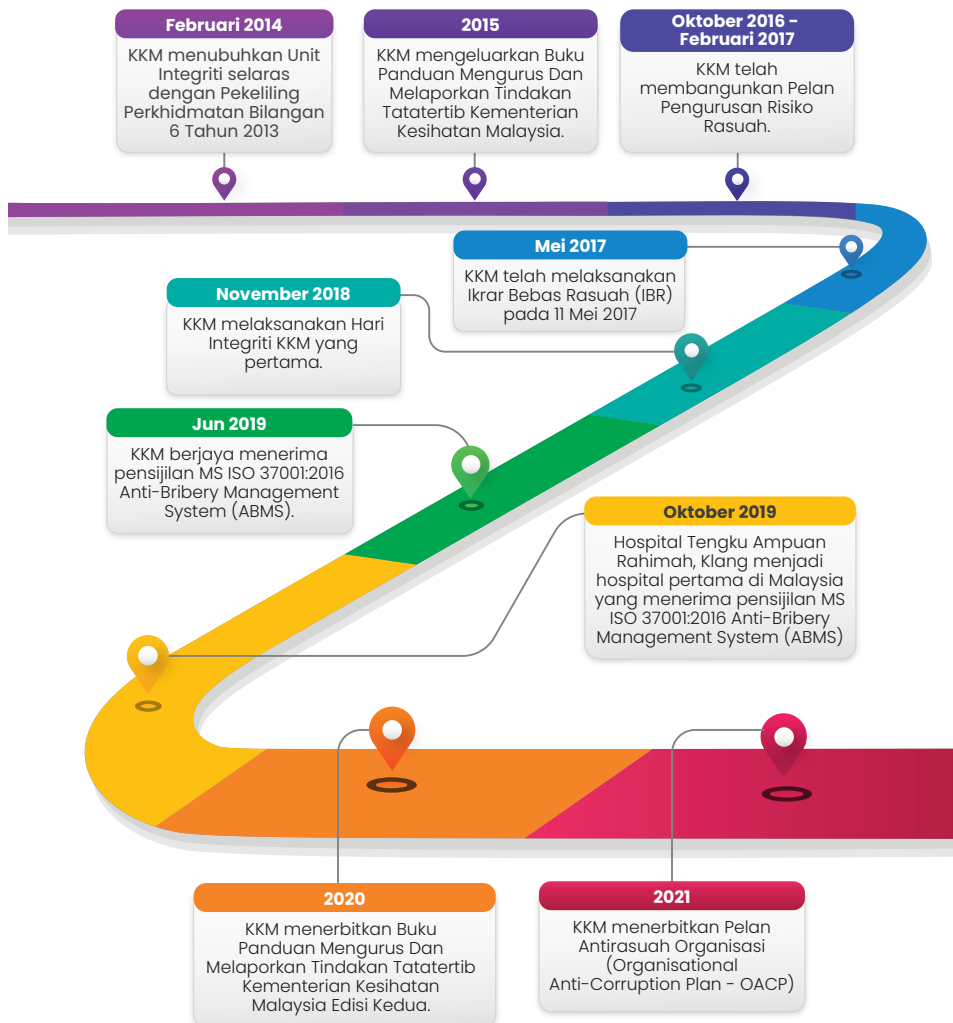 Februari 2014
KKM menubuhkan Unit
Integriti selaras
dengan Pekeliling
Perkhidmatan Bilangan
6 Tahun 2013
2015
KKM mengeluarkan Buku
Panduan Mengurus Dan
Melaporkan Tindakan
Tatatertib Kementerian
Kesihatan Malaysia.
Oktober 2016 -
Februari 2017
KKM telah
membangunkan Pelan
Pengurusan Risiko
Rasuah.
Mei 2017
KKM telah melaksanakan
Ikrar Bebas Rasuah (IBR)
pada 11 Mei 2017
November 2018
KKM melaksanakan Hari
Integriti KKM yang
pertama.
Jun 2019
KKM berjaya menerima
pensijilan MS ISO 37001:2016
Anti-Bribery Management
System (ABMS).
Oktober 2019
Hospital Tengku Ampuan
Rahimah, Klang menjadi
hospital pertama di Malaysia
yang menerima pensijilan MS
ISO 37001:2016 Anti-Bribery
Management System (ABMS)
2020
KKM menerbitkan Buku
Panduan Mengurus Dan
Melaporkan Tindakan Tatatertib
Kementerian Kesihatan
Malaysia Edisi Kedua.
2021
KKM menerbitkan Pelan
Antirasuah Organisasi
(Organisational
Anti-Corruption Plan - OACP)